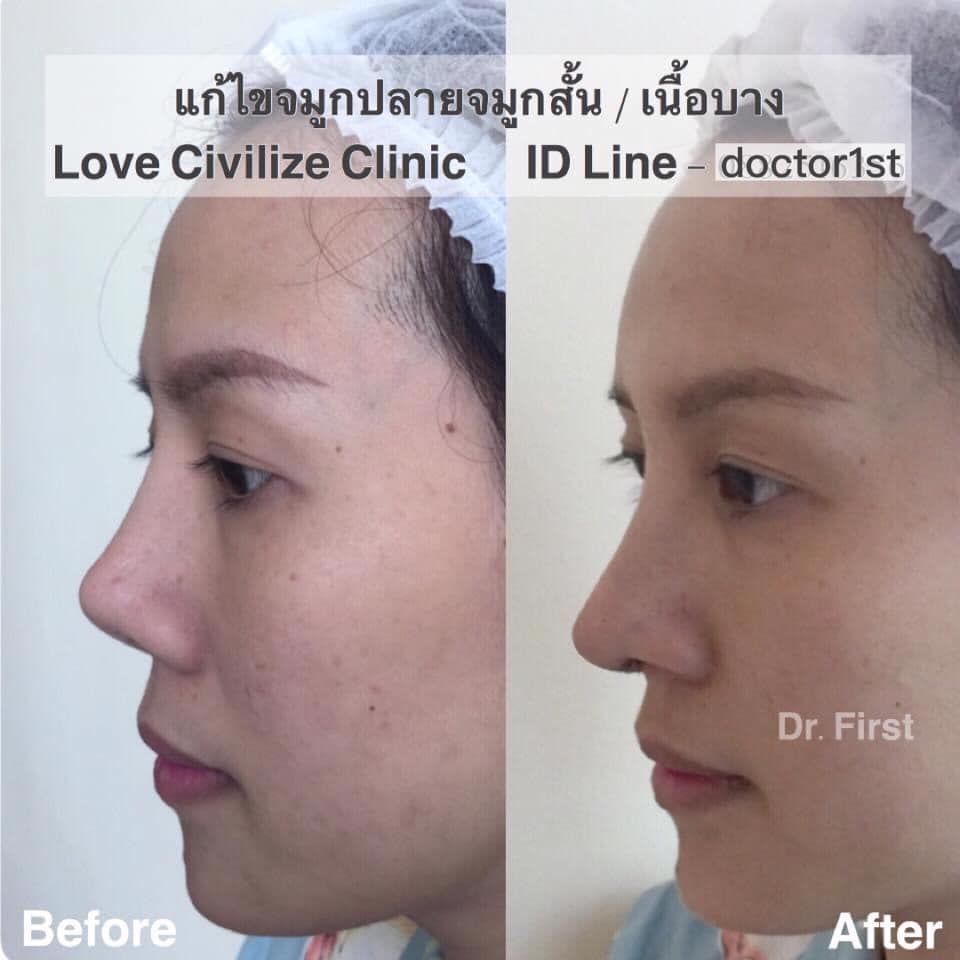 แก้ไขจมูกปลายจมูกสั้น / เนื้อบาง
Love Civilize Clinic ID Line – doctor1st
Dr. First
Before
After